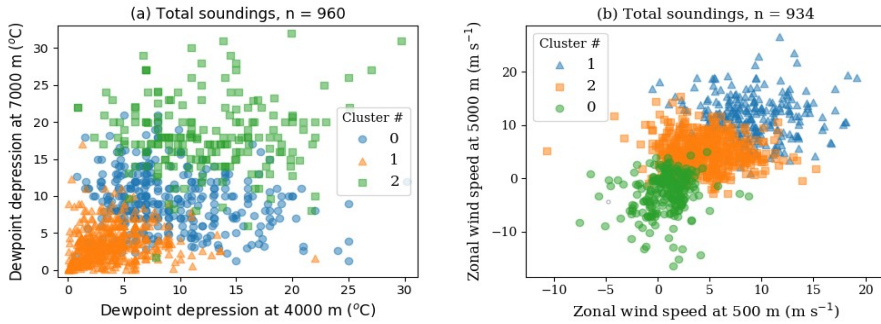 (a) Total soundings, n = 960
Dewpoint depression at 7000 m (°C)
30
25
20
15
10
5
0
Cluster #
0
1
2
0 5 10 15 20 25 30
Dewpoint depression at 4000 m (°C)
(b) Total soundings, n = 934
Zonal wind speed at 5000 m (m s⁻¹)
20
10
0
−10
Cluster #
1
2
0
−10 −5 0 5 10 15 20
Zonal wind speed at 500 m (m s⁻¹)